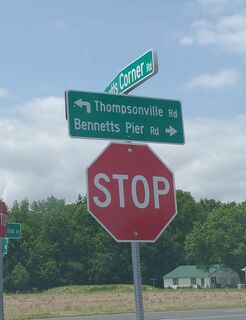 Corner Rd
Thompsonville Rd
Bennetts Pier Rd
STOP